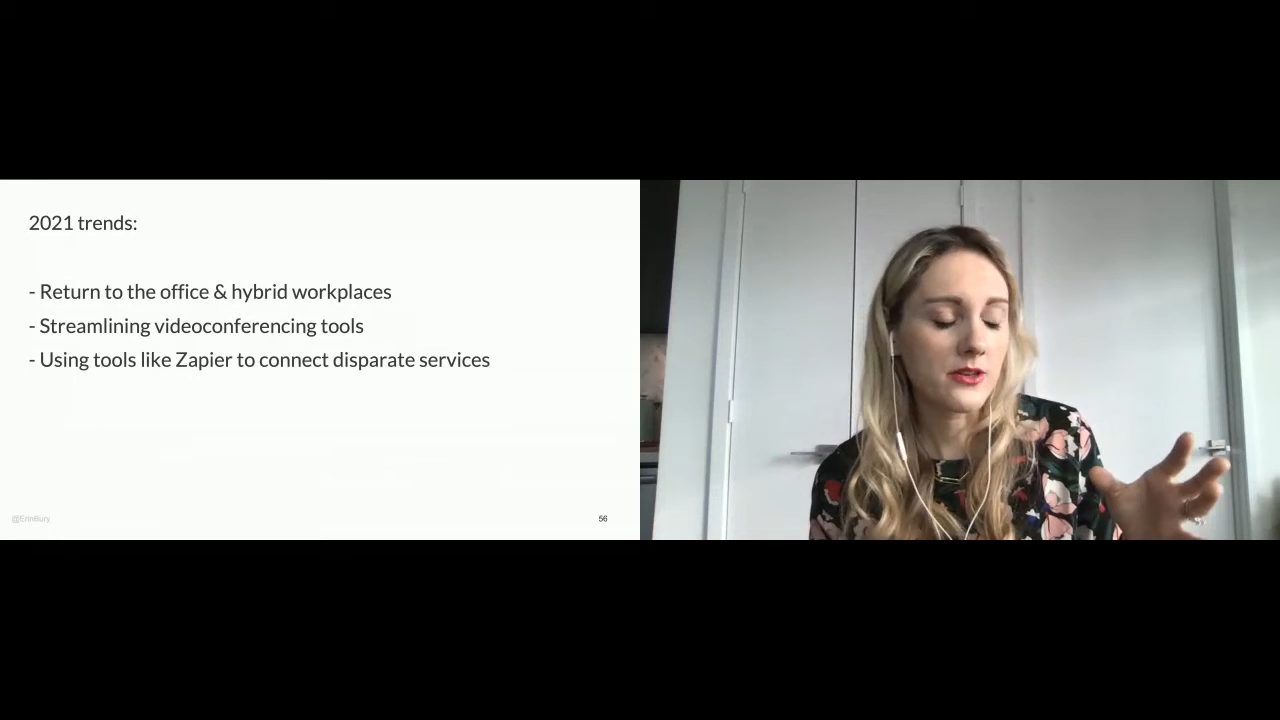 2021 trends:
- Return to the office & hybrid workplaces
- Streamlining videoconferencing tools
- Using tools like Zapier to connect disparate services
@ErinBury
56